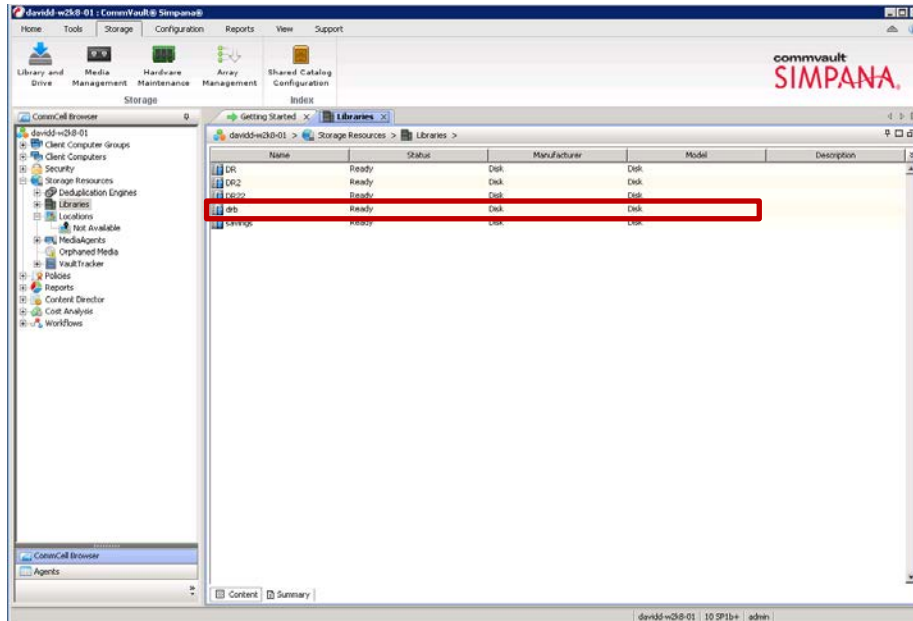 davidd-w2k8-01 : CommVault® Simpana®
Home Tools Storage Configuration Reports View Support
Library and Drive
Media Management
Hardware Maintenance
Array Management
Shared Catalog Configuration
Storage
Index
commvault
SIMPANA
CommCell Browser
Getting Started
Libraries
davidd-w2k8-01 > Storage Resources > Libraries >
davidd-w2k8-01
Client Computer Groups
Client Computers
Security
Storage Resources
Deduplication Engines
Libraries
Locations
Not Available
MediaAgents
Orphaned Media
VaultTracker
Policies
Reports
Content Director
Cost Analysis
Workflows
Name Status Manufacturer Model Description
DR Ready Disk Disk
DR2 Ready Disk Disk
DR22 Ready Disk Disk
drb Ready Disk Disk
savings Ready Disk Disk
CommCell Browser
Agents
Content Summary
davidd-w2k8-01 10 SP1b+ admin